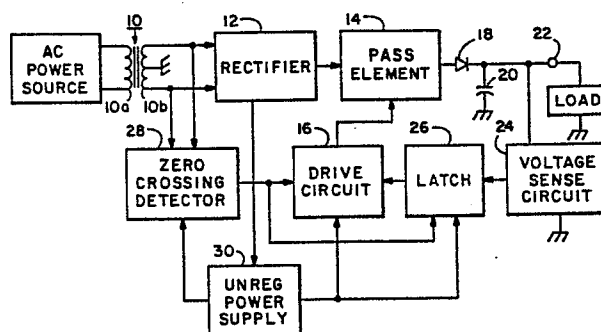 10
12
14
18
22
AC
POWER
SOURCE
RECTIFIER
PASS
ELEMENT
20
LOAD
10a
10b
28
16
26
24
ZERO
CROSSING
DETECTOR
DRIVE
CIRCUIT
LATCH
VOLTAGE
SENSE
CIRCUIT
30
UNREG
POWER
SUPPLY